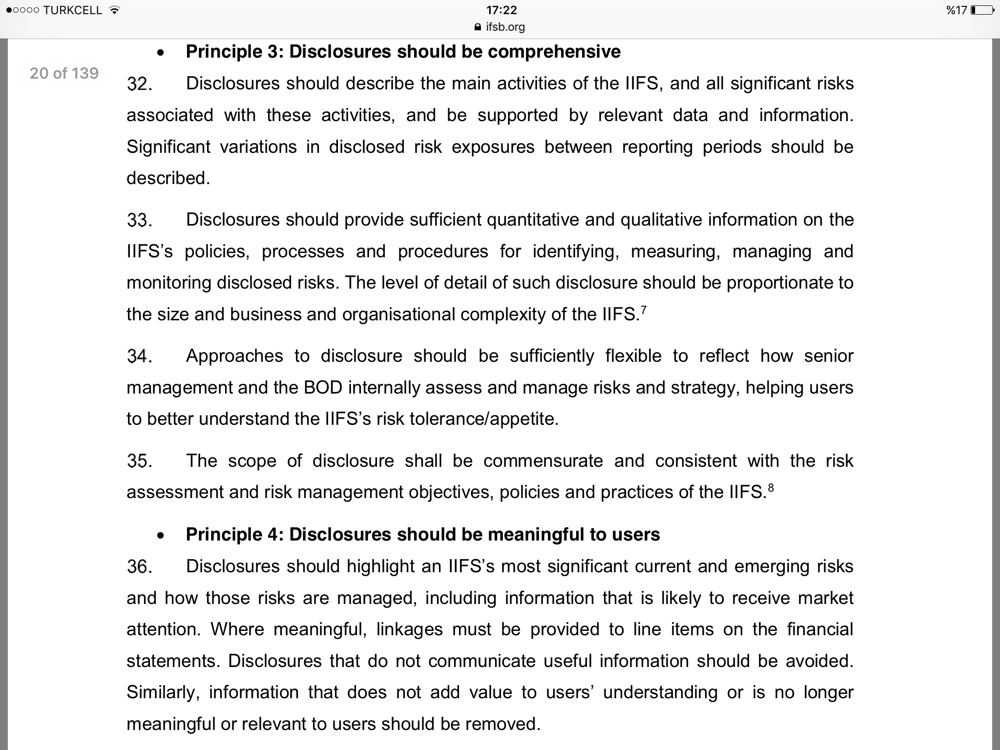 TURKCELL
17:22
%17
ifsb.org
• Principle 3: Disclosures should be comprehensive
20 of 139
32. Disclosures should describe the main activities of the IIFS, and all significant risks
associated with these activities, and be supported by relevant data and information.
Significant variations in disclosed risk exposures between reporting periods should be
described.
33. Disclosures should provide sufficient quantitative and qualitative information on the
IIFS’s policies, processes and procedures for identifying, measuring, managing and
monitoring disclosed risks. The level of detail of such disclosure should be proportionate to
the size and business and organisational complexity of the IIFS.7
34. Approaches to disclosure should be sufficiently flexible to reflect how senior
management and the BOD internally assess and manage risks and strategy, helping users
to better understand the IIFS’s risk tolerance/appetite.
35. The scope of disclosure shall be commensurate and consistent with the risk
assessment and risk management objectives, policies and practices of the IIFS.8
• Principle 4: Disclosures should be meaningful to users
36. Disclosures should highlight an IIFS’s most significant current and emerging risks
and how those risks are managed, including information that is likely to receive market
attention. Where meaningful, linkages must be provided to line items on the financial
statements. Disclosures that do not communicate useful information should be avoided.
Similarly, information that does not add value to users’ understanding or is no longer
meaningful or relevant to users should be removed.